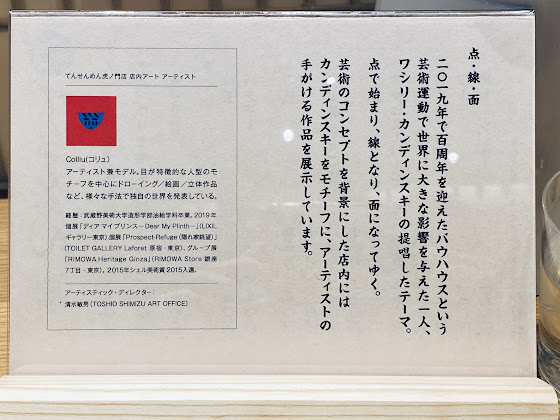 点・線・面
二〇一九年で百周年を迎えたバウハウスという
芸術運動で世界に大きな影響を与えた一人、
ワシリー・カンディンスキーの提唱したテーマ。
点で始まり、線となり、面になってゆく。
芸術のコンセプトを背景にした店内には
カンディンスキーをモチーフに、アーティストの
手がける作品を展示しています。
てんせんめん虎ノ門店 店内アート アーティスト
Colliu(コリュ)
アーティスト兼モデル。目が特徴的な人型のモ
チーフを中心にドローイング/絵画/立体作品
など、様々な手法で独自の世界を発表している。
経歴・武蔵野美術大学造形学部油絵学科卒業。2019年
個展「ディア マイ プリンス―Dear My Plinth―」(LIXIL
ギャラリー東京)、個展「Prospect-Refuge(隠れ家眺望)」
(TOILET GALLERY Laforet 原宿・東京)、グループ展
「RIMOWA Heritage Ginza」(RIMOWA Store 銀座
7丁目・東京)。2015年シェル美術賞2015入選。
アーティスティック・ディレクター:
清水敏男(TOSHIO SHIMIZU ART OFFICE)